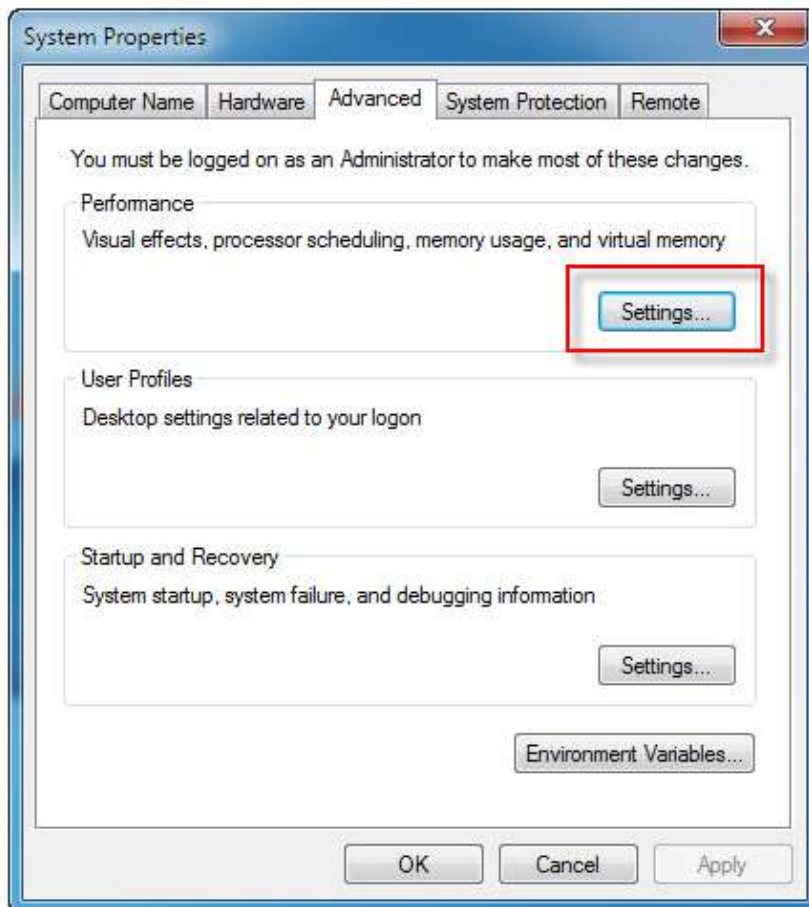 System Properties
Computer Name Hardware Advanced System Protection Remote
You must be logged on as an Administrator to make most of these changes.
Performance
Visual effects, processor scheduling, memory usage, and virtual memory
Settings...
User Profiles
Desktop settings related to your logon
Settings...
Startup and Recovery
System startup, system failure, and debugging information
Settings...
Environment Variables...
OK Cancel Apply